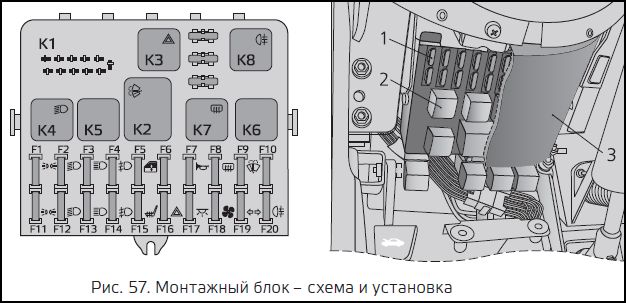 K1
K3
K8
K4
K5
K2
K7
K6
F1 F2 F3 F4 F5 F6 F7 F8 F9 F10
F11 F12 F13 F14 F15 F16 F17 F18 F19 F20
1
2
3
Рис. 57. Монтажный блок – схема и установка